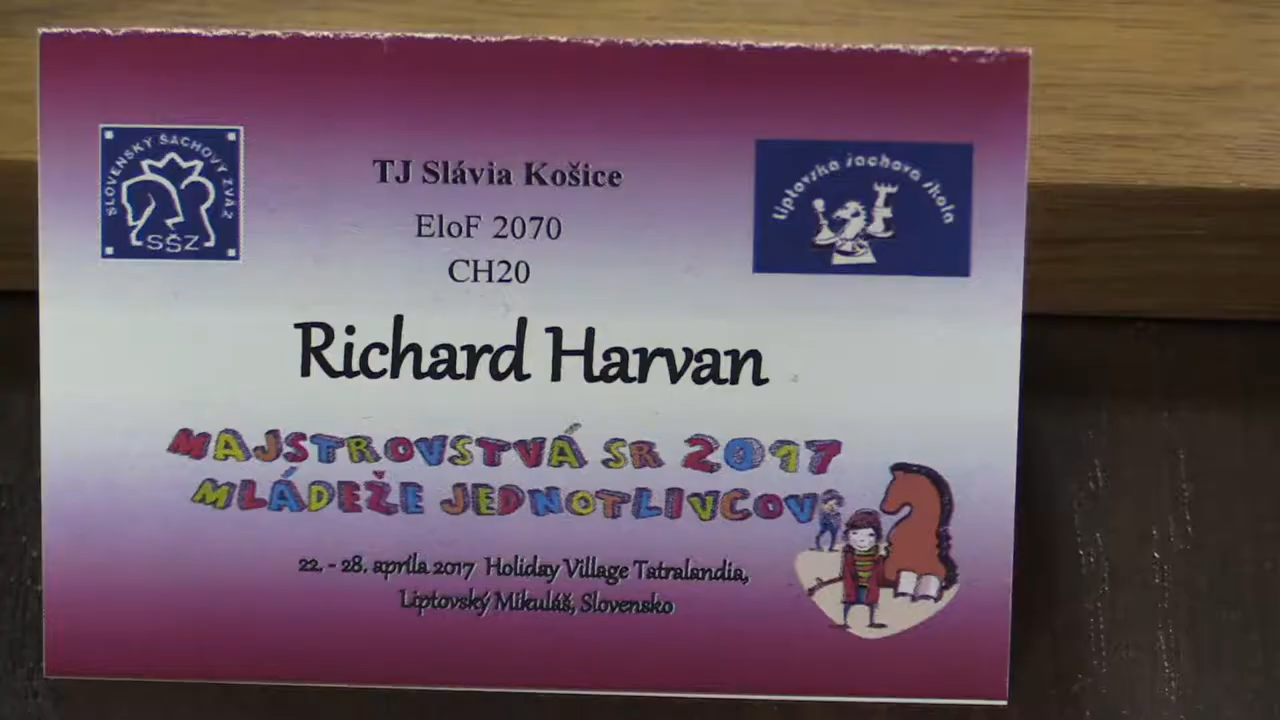 SLOVENSKÝ ŠACHOVÝ ZVÄZ
SŠZ
TJ Slávia Košice
EloF 2070
CH20
Liptovská šachová škola
Richard Harvan
MAJSTROVSTVÁ SR 2017
MLÁDEŽE JEDNOTLIVCOV
22. - 28. apríla 2017 Holiday Village Tatralandia,
Liptovský Mikuláš, Slovensko